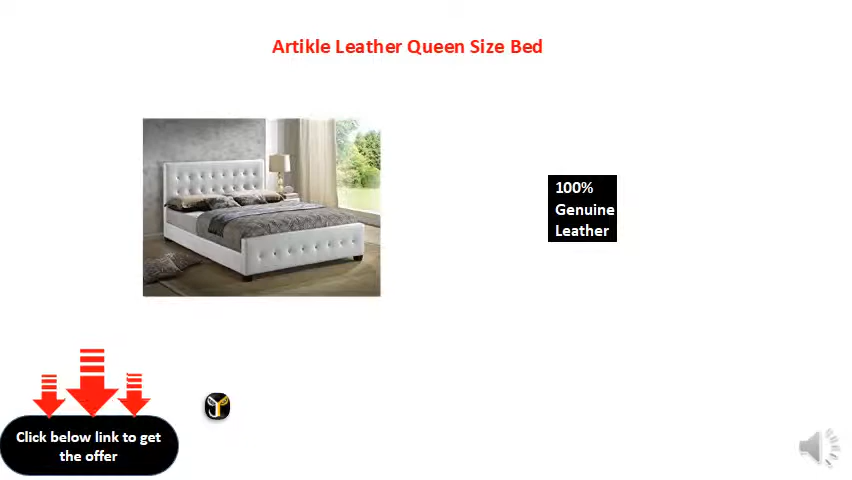 Artikle Leather Queen Size Bed
100%
Genuine
Leather
Click below link to get
the offer